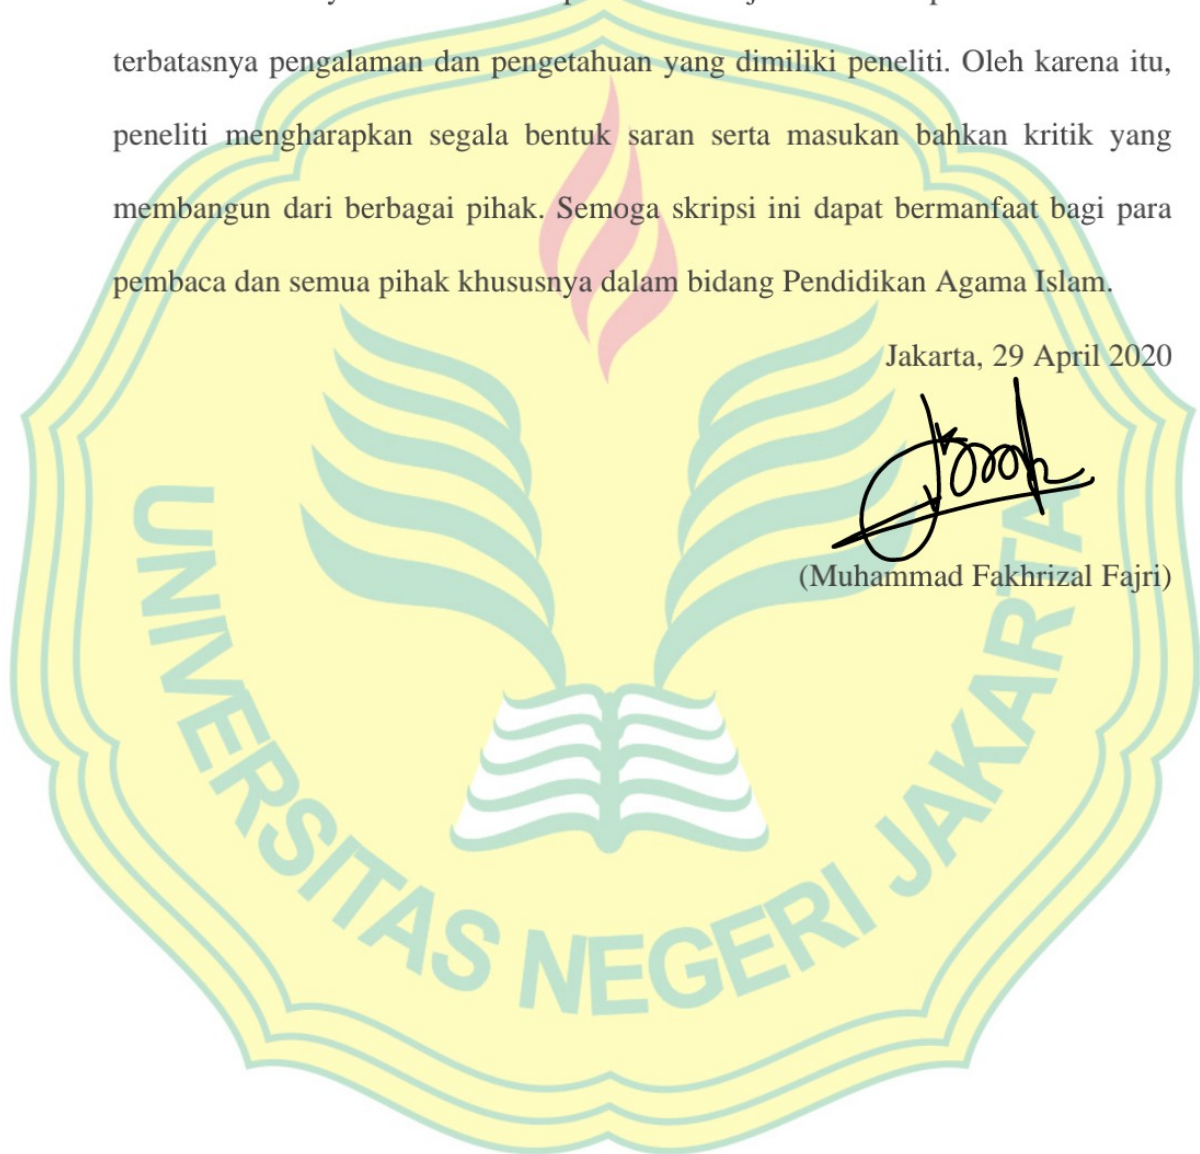 terbatasnya pengalaman dan pengetahuan yang dimiliki peneliti. Oleh karena itu,
peneliti mengharapkan segala bentuk saran serta masukan bahkan kritik yang
membangun dari berbagai pihak. Semoga skripsi ini dapat bermanfaat bagi para
pembaca dan semua pihak khususnya dalam bidang Pendidikan Agama Islam.
Jakarta, 29 April 2020
(Muhammad Fakhrizal Fajri)
UNIVERSITAS NEGERI JAKARTA